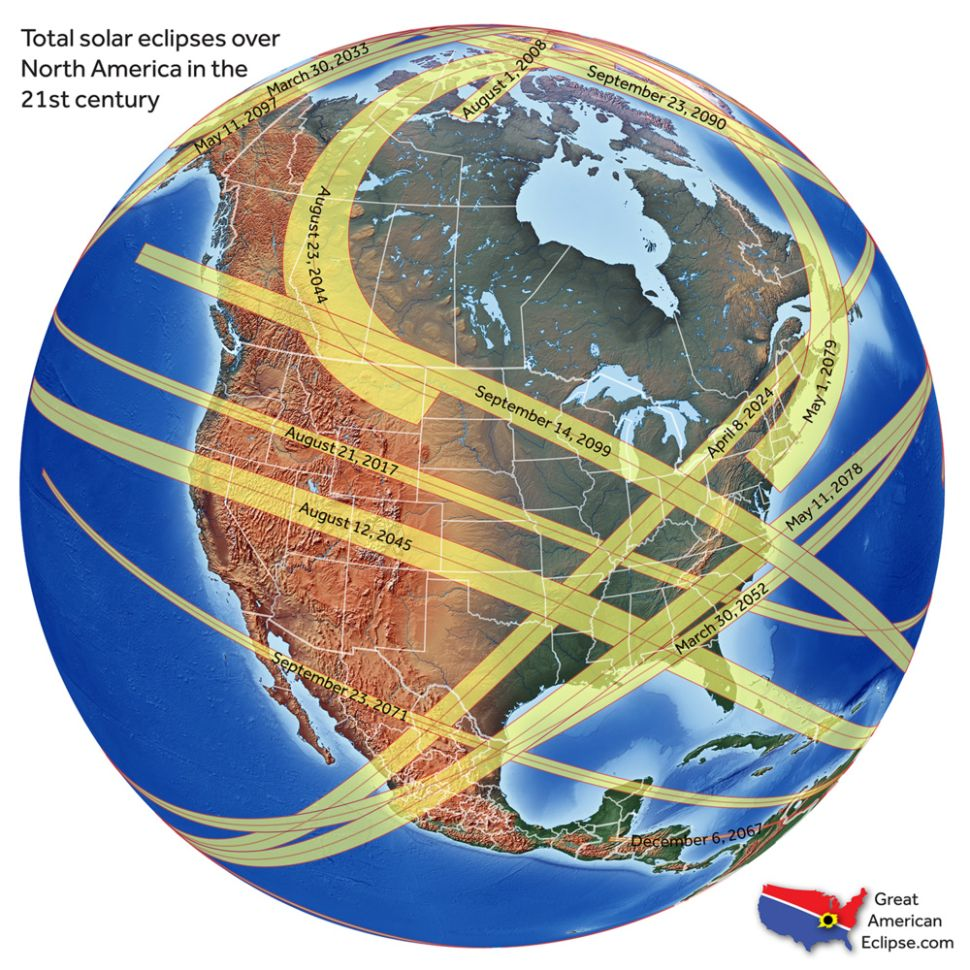 Total solar eclipses over
North America in the
21st century
March 30, 2033
May 11, 2097
August 1, 2008
September 23, 2090
August 23, 2044
September 14, 2099
April 8, 2024
May 1, 2079
August 21, 2017
May 11, 2078
August 12, 2045
March 30, 2052
September 23, 2071
December 6, 2067
Great
American
Eclipse.com